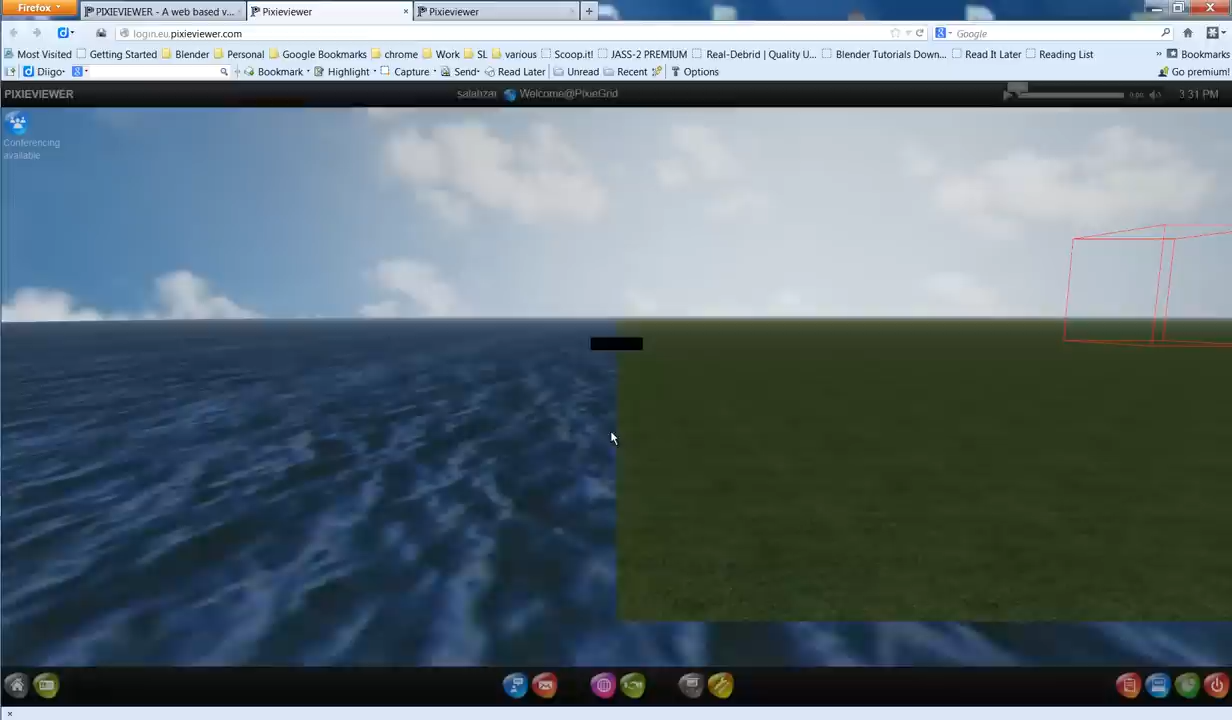 Firefox
PIXIEVIEWER - A web based v...
Pixieviewer
Pixieviewer
login.eu.pixieviewer.com
Google
Most Visited
Getting Started
Blender
Personal
Google Bookmarks
chrome
Work
SL
various
Scoop.it!
JASS-2 PREMIUM
Real-Debrid | Quality U...
Blender Tutorials Down...
Read It Later
Reading List
Bookmarks
Diigo
Bookmark
Highlight
Capture
Send
Read Later
Unread
Recent
Options
Go premium!
PIXIEVIEWER
salahzar
Welcome@PixieGrid
3:31 PM
Conferencing
available